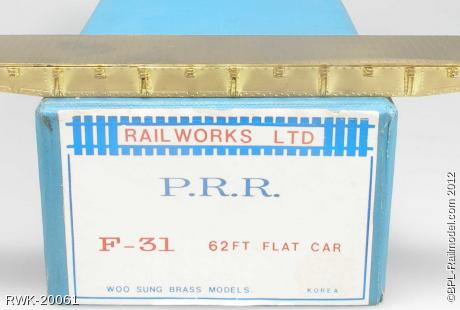 RAILWORKS LTD
P.R.R.
F-31 62FT FLAT CAR
WOO SUNG BRASS MODELS. KOREA
RWK-20061
©BPL-Railmodel.com 2012